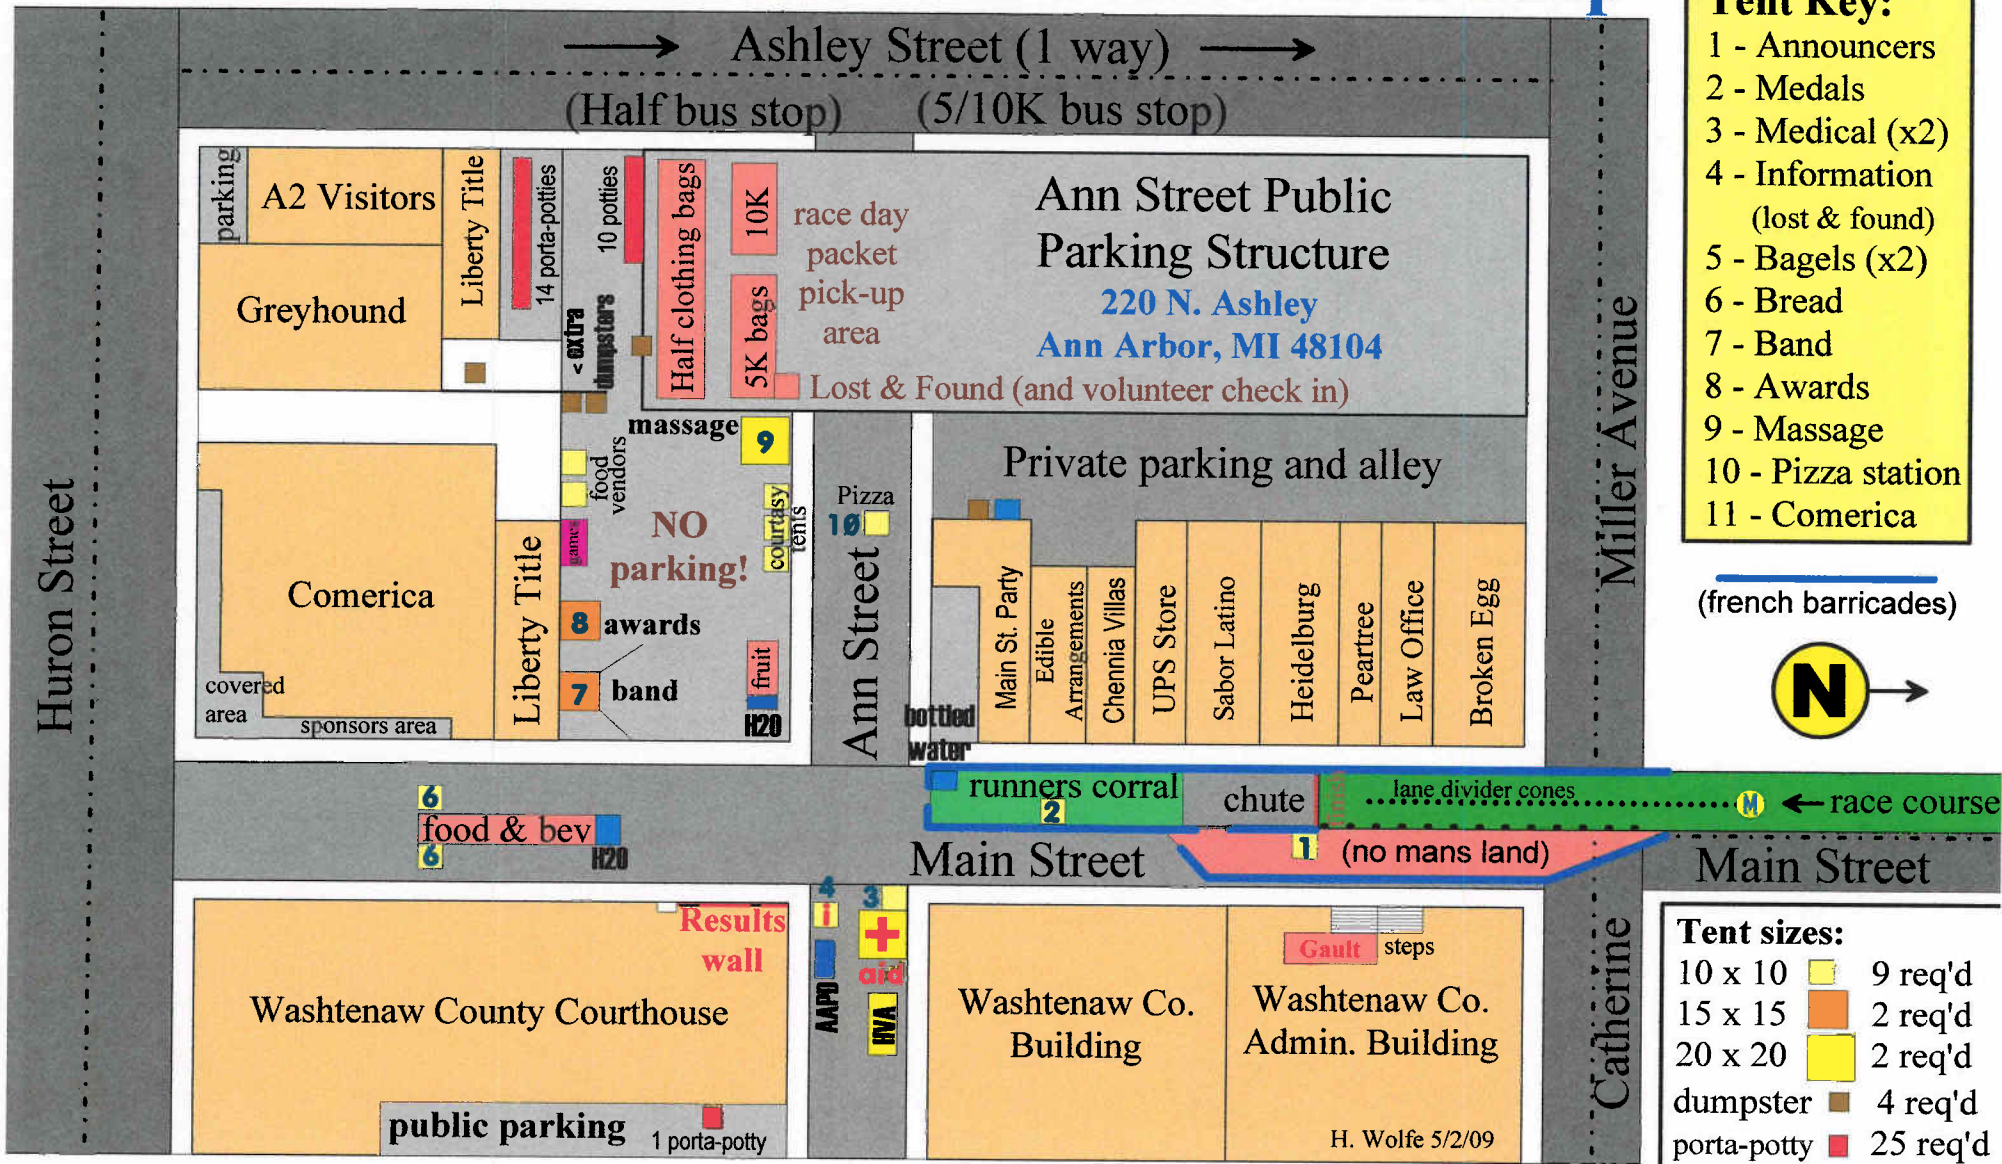 Ashley Street (1 way)
(Half bus stop)
(5/10K bus stop)
Huron Street
parking
A2 Visitors
Liberty Title
14 porta-potties
10 potties
Greyhound
< extra
dumpsters
Half clothing bags
10K
5K bags
race day
packet
pick-up
area
Lost & Found (and volunteer check in)
Ann Street Public
Parking Structure
220 N. Ashley
Ann Arbor, MI 48104
massage
9
food
vendors
games
NO
parking!
courtasy
tents
Pizza
10
Ann Street
Private parking and alley
Comerica
Liberty Title
8 awards
7 band
fruit
H20
covered
area
sponsors area
Main St. Party
Edible
Arrangements
Chennia Villas
UPS Store
Sabor Latino
Heidelburg
Peartree
Law Office
Broken Egg
Miller Avenue
bottled
water
runners corral
2
chute
finish
lane divider cones
M
race course
6
food & bev
6
H20
Main Street
1
(no mans land)
Main Street
Results
wall
4
i
AAPD
3
aid
HVA
Washtenaw County Courthouse
public parking
1 porta-potty
Washtenaw Co.
Building
Gault
steps
Washtenaw Co.
Admin. Building
H. Wolfe 5/2/09
Catherine
Tent Key:
1 - Announcers
2 - Medals
3 - Medical (x2)
4 - Information
(lost & found)
5 - Bagels (x2)
6 - Bread
7 - Band
8 - Awards
9 - Massage
10 - Pizza station
11 - Comerica
(french barricades)
N
Tent sizes:
10 x 10 9 req'd
15 x 15 2 req'd
20 x 20 2 req'd
dumpster 4 req'd
porta-potty 25 req'd